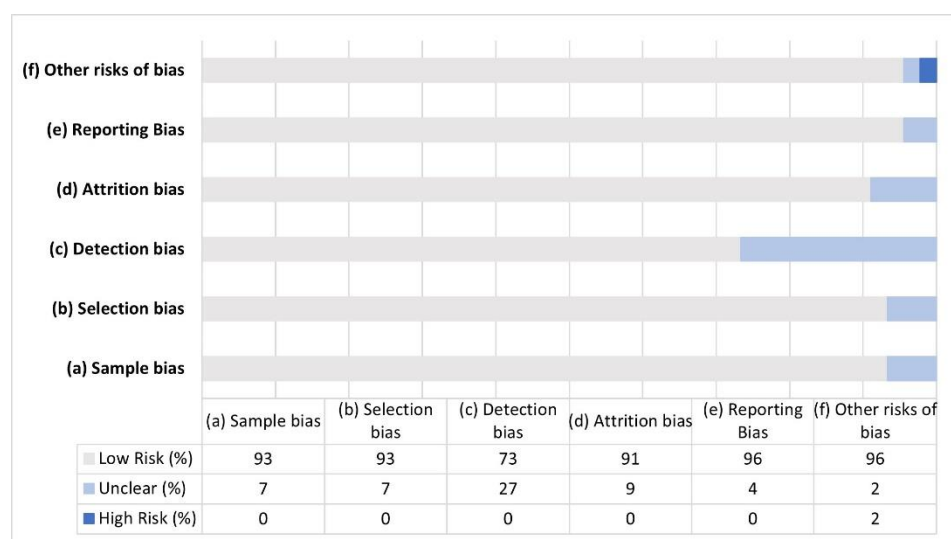 (f) Other risks of bias
(e) Reporting Bias
(d) Attrition bias
(c) Detection bias
(b) Selection bias
(a) Sample bias
(a) Sample bias (b) Selection bias (c) Detection bias (d) Attrition bias (e) Reporting Bias (f) Other risks of bias
Low Risk (%) 93 93 73 91 96 96
Unclear (%) 7 7 27 9 4 2
High Risk (%) 0 0 0 0 0 2